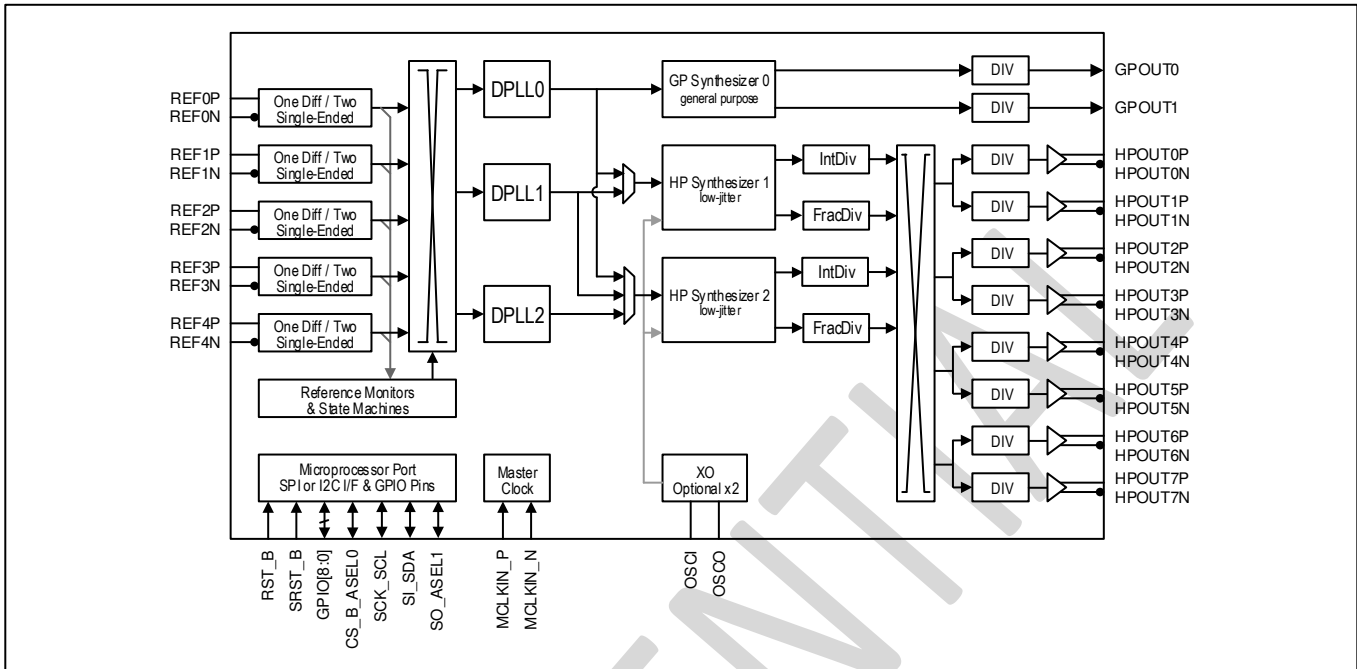 REF0P
REF0N
REF1P
REF1N
REF2P
REF2N
REF3P
REF3N
REF4P
REF4N
One Diff / Two
Single-Ended
One Diff / Two
Single-Ended
One Diff / Two
Single-Ended
One Diff / Two
Single-Ended
One Diff / Two
Single-Ended
Reference Monitors
& State Machines
DPLL0
DPLL1
DPLL2
GP Synthesizer 0
general purpose
HP Synthesizer 1
low-jitter
HP Synthesizer 2
low-jitter
IntDiv
FracDiv
IntDiv
FracDiv
DIV
DIV
DIV
DIV
DIV
DIV
DIV
DIV
DIV
DIV
GPOUT0
GPOUT1
HPOUT0P
HPOUT0N
HPOUT1P
HPOUT1N
HPOUT2P
HPOUT2N
HPOUT3P
HPOUT3N
HPOUT4P
HPOUT4N
HPOUT5P
HPOUT5N
HPOUT6P
HPOUT6N
HPOUT7P
HPOUT7N
Microprocessor Port
SPI or I2C I/F & GPIO Pins
Master
Clock
XO
Optional x2
RST_B
SRST_B
GPIO[8:0]
CS_B_ASEL0
SCK_SCL
SI_SDA
SO_ASEL1
MCLKIN_P
MCLKIN_N
OSCI
OSCO
ENTIAL